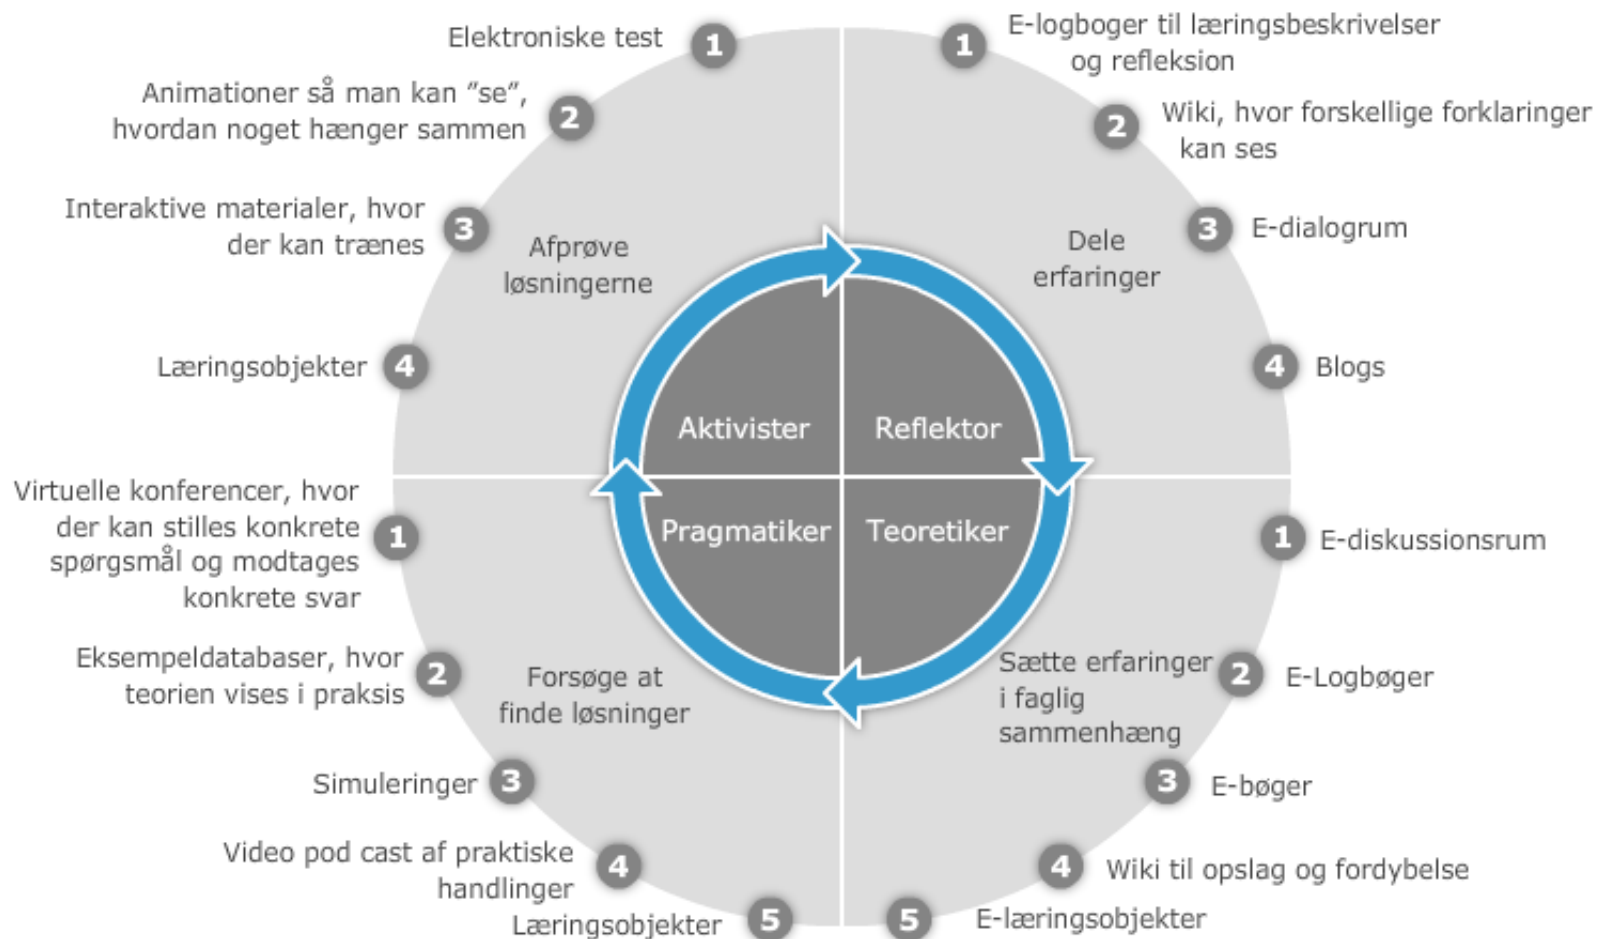 Elektroniske test
1
Animationer så man kan ”se”,
hvordan noget hænger sammen
2
Interaktive materialer, hvor
der kan trænes
3
Læringsobjekter
4
Afprøve
løsningerne
1
E-logboger til læringsbeskrivelser
og refleksion
2
Wiki, hvor forskellige forklaringer
kan ses
3
E-dialogrum
4
Blogs
Dele
erfaringer
Aktivister
Reflektor
Pragmatiker
Teoretiker
Virtuelle konferencer, hvor
der kan stilles konkrete
spørgsmål og modtages
konkrete svar
1
Eksempeldatabaser, hvor
teorien vises i praksis
2
Simuleringer
3
Video pod cast af praktiske
handlinger
4
Læringsobjekter
5
Forsøge at
finde løsninger
Sætte erfaringer
i faglig
sammenhæng
1
E-diskussionsrum
2
E-Logbøger
3
E-bøger
4
Wiki til opslag og fordybelse
5
E-læringsobjekter